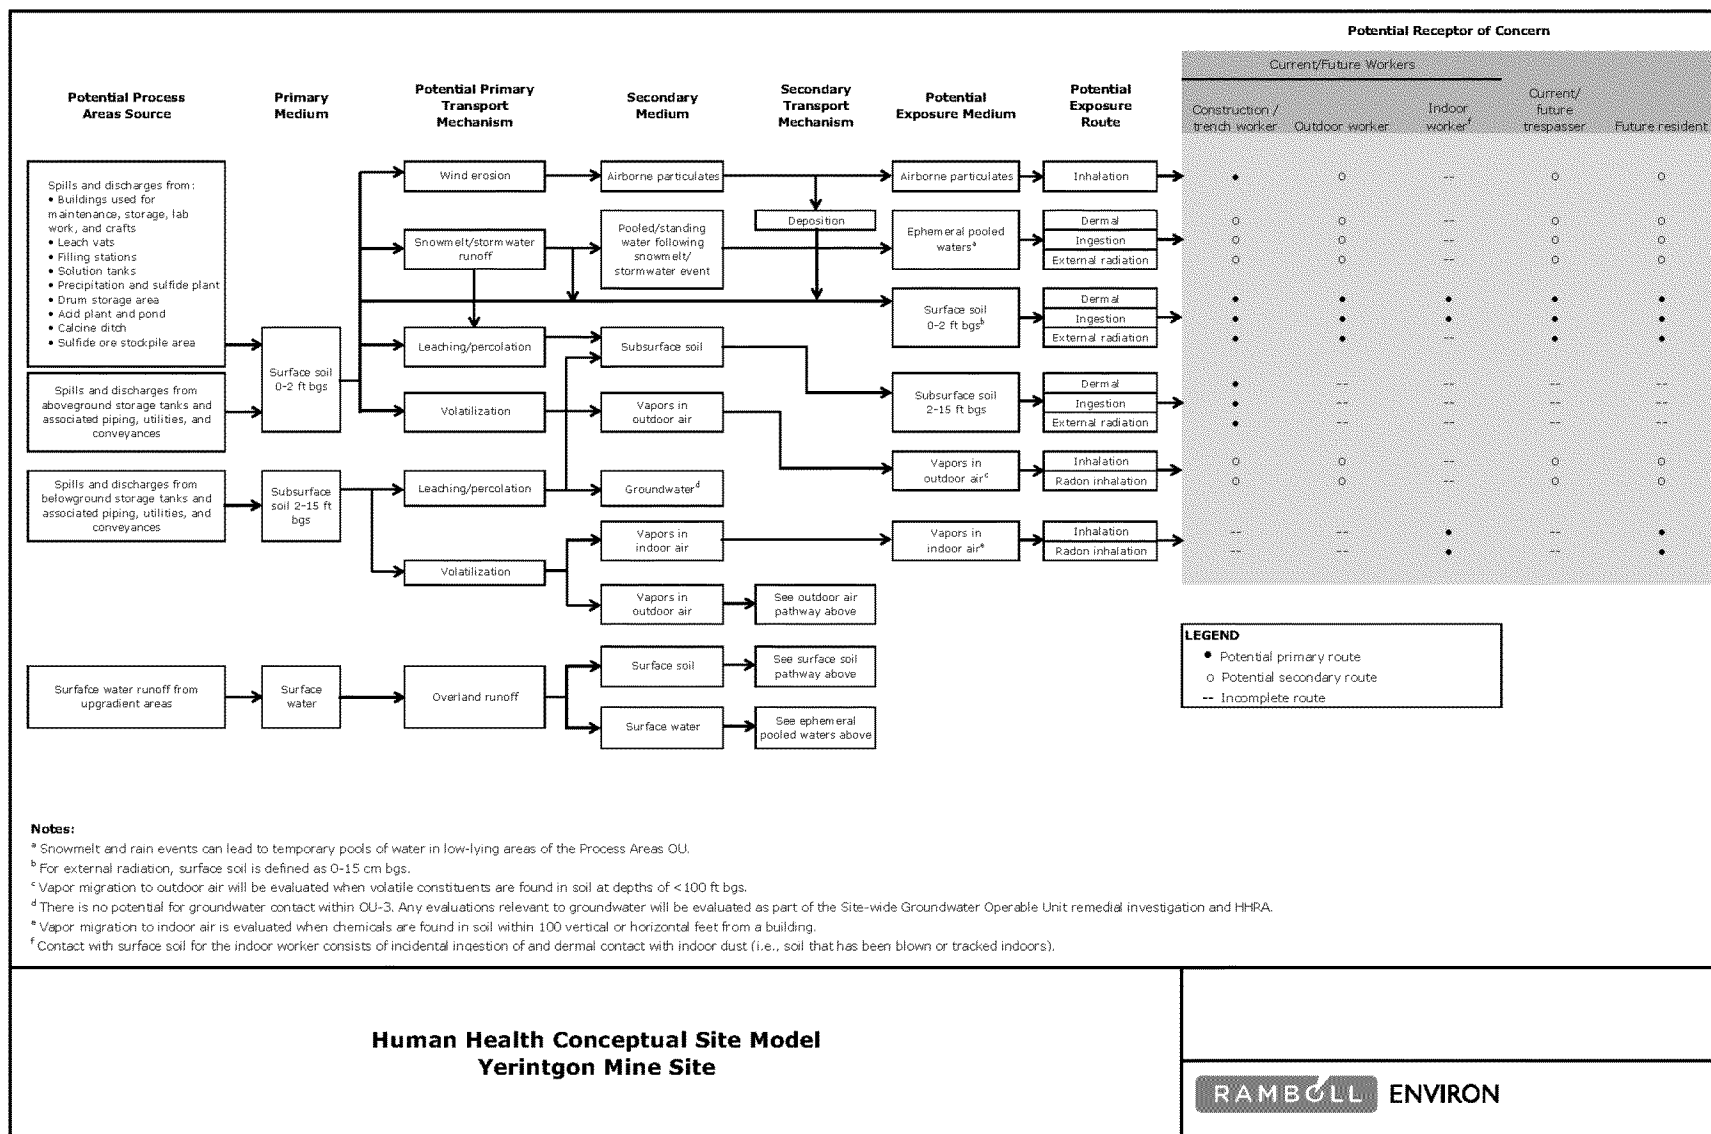 Potential Receptor of Concern
Current/Future Workers
Potential Process
Areas Source
Primary
Medium
Potential Primary
Transport
Mechanism
Secondary
Medium
Secondary
Transport
Mechanism
Potential
Exposure Medium
Potential
Exposure
Route
Construction /
trench worker
Outdoor worker
Indoor
worker f
Current/
future
trespasser
Future resident
Spills and discharges from:
• Buildings used for
maintenance, storage, lab
work, and crafts
• Leach vats
• Filling stations
• Solution tanks
• Precipitation and sulfide plant
• Drum storage area
• Acid plant and pond
• Calcine ditch
• Sulfide ore stockpile area
Spills and discharges from
aboveground storage tanks and
associated piping, utilities, and
conveyances
Spills and discharges from
belowground storage tanks and
associated piping, utilities, and
conveyances
Surfafce water runoff from
upgradient areas
Surface soil
0-2 ft bgs
Subsurface
soil 2-15 ft
bgs
Surface
water
Wind erosion
Snowmelt/stormwater
runoff
Leaching/percolation
Volatilization
Leaching/percolation
Volatilization
Overland runoff
Airborne particulates
Pooled/standing
water following
snowmelt/
stormwater event
Subsurface soil
Vapors in
outdoor air
Groundwater d
Vapors in
indoor air
Vapors in
outdoor air
Surface soil
Surface water
Deposition
See outdoor air
pathway above
See surface soil
pathway above
See ephemeral
pooled waters above
Airborne particulates
Ephemeral pooled
waters a
Surface soil
0-2 ft bgs b
Subsurface soil
2-15 ft bgs
Vapors in
outdoor air c
Vapors in
indoor air e
Inhalation • o -- o o
Dermal o o -- o o
Ingestion o o -- o o
External radiation o o -- o o
Dermal • • • • •
Ingestion • • • • •
External radiation • • -- • •
Dermal • -- -- -- --
Ingestion • -- -- -- --
External radiation • -- -- -- --
Inhalation o o -- o o
Radon inhalation o o -- o o
Inhalation -- -- • -- •
Radon inhalation -- -- • -- •
LEGEND
• Potential primary route
o Potential secondary route
-- Incomplete route
Notes:
a Snowmelt and rain events can lead to temporary pools of water in low-lying areas of the Process Areas OU.
b For external radiation, surface soil is defined as 0-15 cm bgs.
c Vapor migration to outdoor air will be evaluated when volatile constituents are found in soil at depths of <100 ft bgs.
d There is no potential for groundwater contact within OU-3. Any evaluations relevant to groundwater will be evaluated as part of the Site-wide Groundwater Operable Unit remedial investigation and HHRA.
e Vapor migration to indoor air is evaluated when chemicals are found in soil within 100 vertical or horizontal feet from a building.
f Contact with surface soil for the indoor worker consists of incidental ingestion of and dermal contact with indoor dust (i.e., soil that has been blown or tracked indoors).
Human Health Conceptual Site Model
Yerintgon Mine Site
RAMBOLL ENVIRON